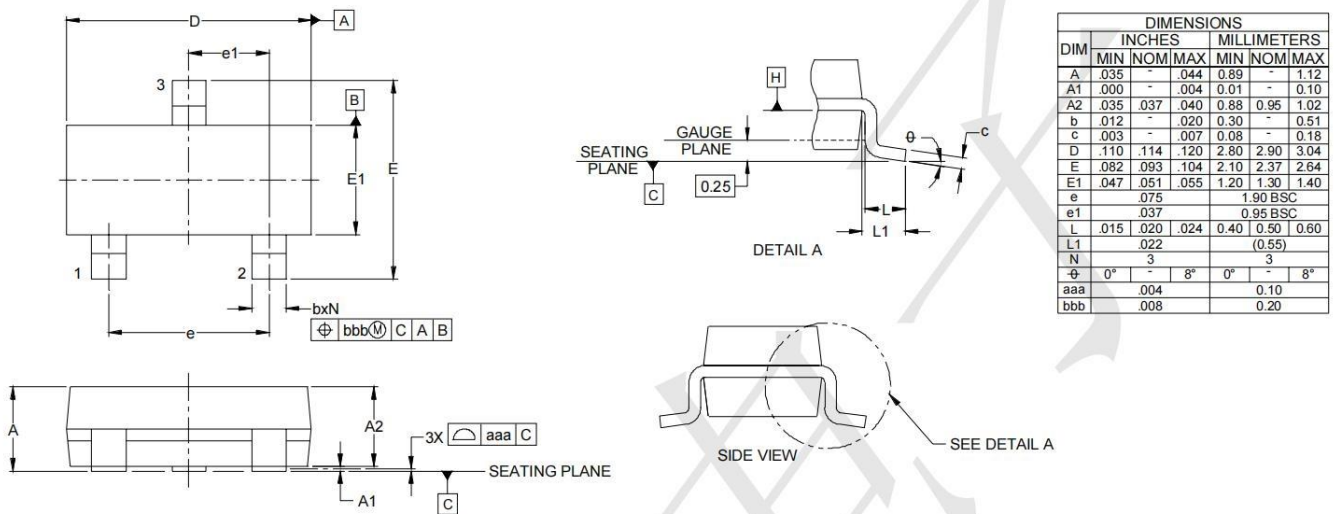 D
A
e1
3
B
E1
E
1
2
bxN
e
⌖ bbbⓂ C A B
A
A2
3X ⌓ aaa C
SEATING PLANE
A1
C
H
GAUGE
PLANE
SEATING
PLANE
C
0.25
θ
c
L
L1
DETAIL A
SIDE VIEW
SEE DETAIL A
DIMENSIONS
DIM INCHES MILLIMETERS
MIN NOM MAX MIN NOM MAX
A .035 - .044 0.89 - 1.12
A1 .000 - .004 0.01 - 0.10
A2 .035 .037 .040 0.88 0.95 1.02
b .012 - .020 0.30 - 0.51
c .003 - .007 0.08 - 0.18
D .110 .114 .120 2.80 2.90 3.04
E .082 .093 .104 2.10 2.37 2.64
E1 .047 .051 .055 1.20 1.30 1.40
e .075 1.90 BSC
e1 .037 0.95 BSC
L .015 .020 .024 0.40 0.50 0.60
L1 .022 (0.55)
N 3 3
θ 0° - 8° 0° - 8°
aaa .004 0.10
bbb .008 0.20